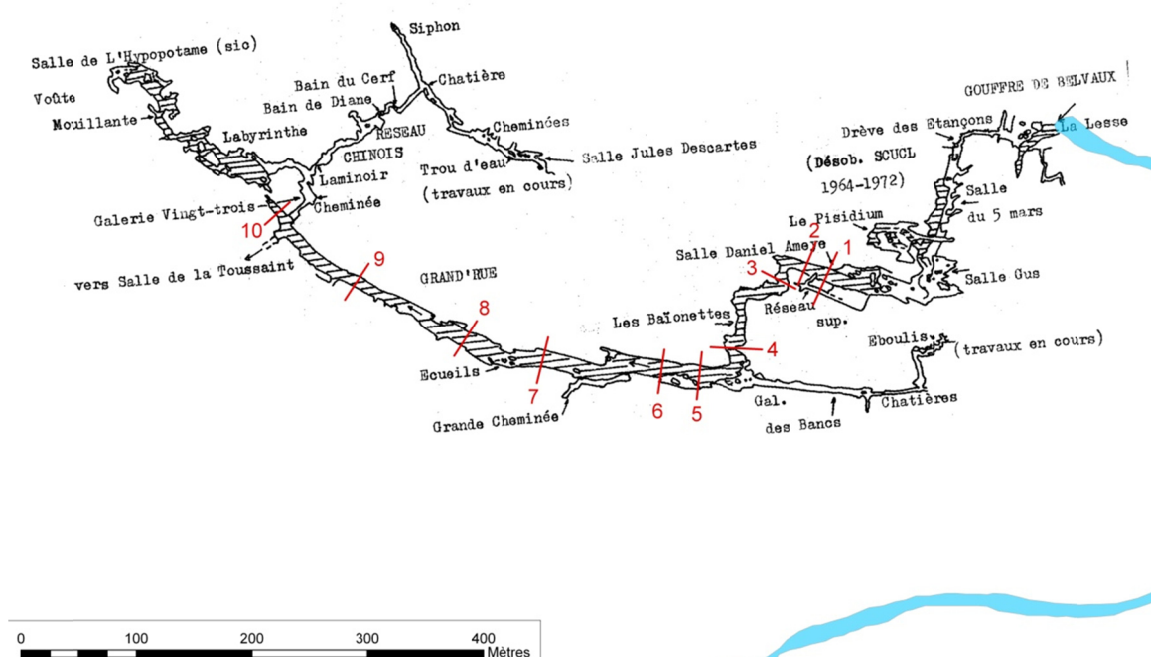 Siphon
Salle de L'Hypopotame (sic)
Voûte
Mouillante
Labyrinthe
Bain du Cerf
Bain de Diane
Chatière
RESEAU
CHINOIS
Cheminées
Salle Jules Descartes
Trou d'eau
(travaux en cours)
Laminoir
Cheminée
Galerie Vingt-trois
10
vers Salle de la Toussaint
9
GRAND'RUE
8
Ecueils
7
Grande Cheminée
6
5
GOUFFRE DE BELVAUX
La Lesse
Drève des Etançons
(Désob. SCUCL
1964-1972)
Salle
du 5 mars
Le Pisidium
2
Salle Daniel Ameye
1
3
Salle Gus
Réseau
sup.
Les Baïonettes
4
Eboulis
(travaux en cours)
Gal.
des Bancs
Chatières
0 100 200 300 400
Mètres